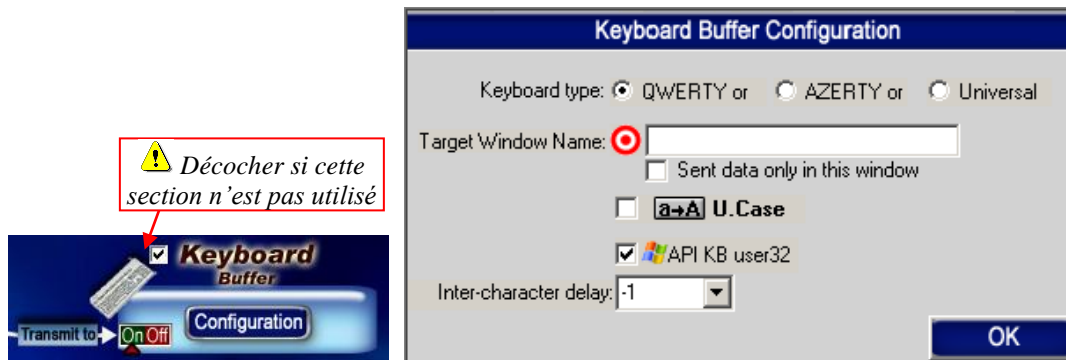 Décocher si cette
section n'est pas utilisé
Keyboard
Buffer
Transmit to
On Off
Configuration
Keyboard Buffer Configuration
Keyboard type: QWERTY or AZERTY or Universal
Target Window Name:
Sent data only in this window
a→A U.Case
API KB user32
Inter-character delay: -1
OK